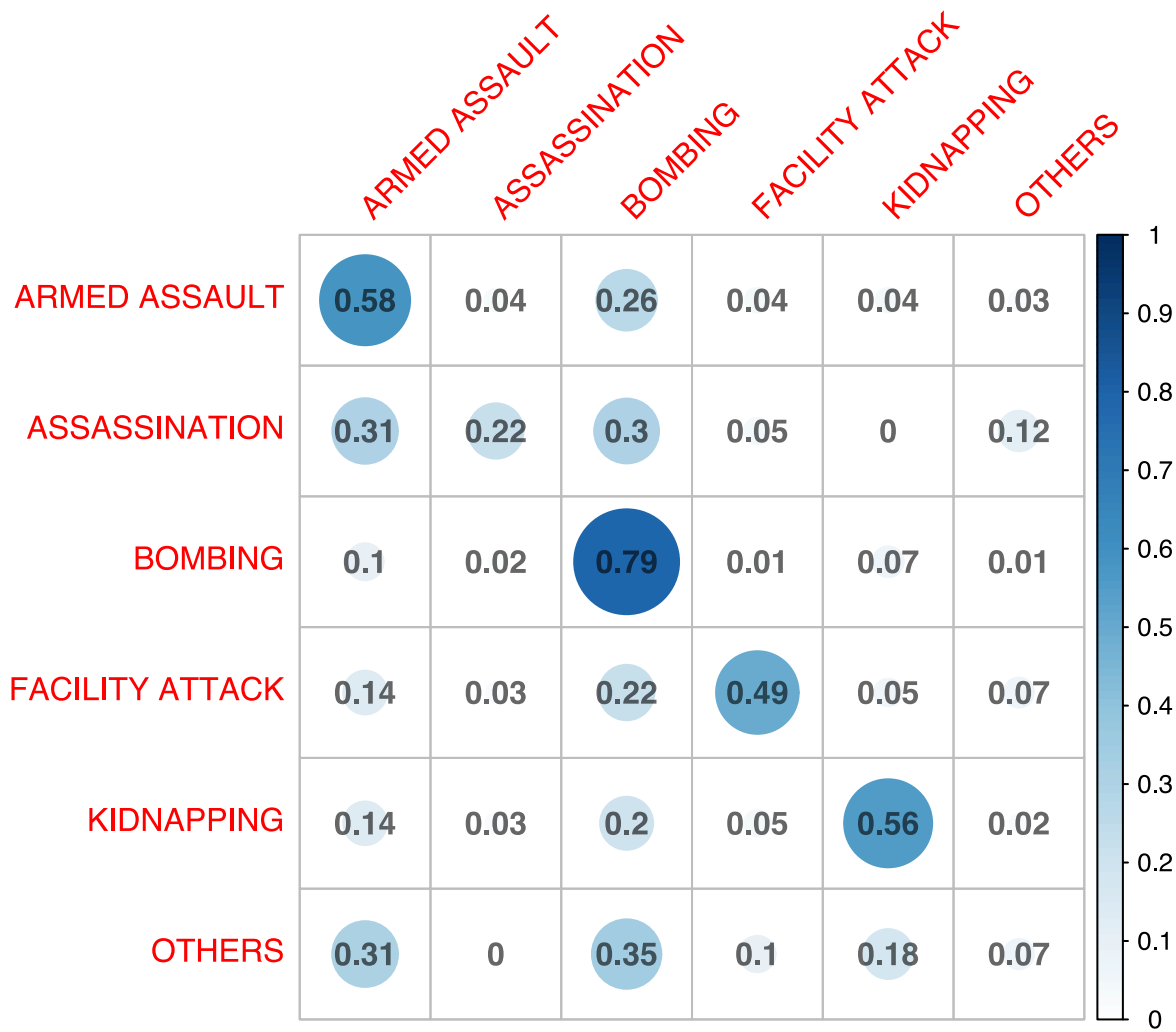 ARMED ASSAULT
ASSASSINATION
BOMBING
FACILITY ATTACK
KIDNAPPING
OTHERS
ARMED ASSAULT 0.58 0.04 0.26 0.04 0.04 0.03
ASSASSINATION 0.31 0.22 0.3 0.05 0 0.12
BOMBING 0.1 0.02 0.79 0.01 0.07 0.01
FACILITY ATTACK 0.14 0.03 0.22 0.49 0.05 0.07
KIDNAPPING 0.14 0.03 0.2 0.05 0.56 0.02
OTHERS 0.31 0 0.35 0.1 0.18 0.07
1
0.9
0.8
0.7
0.6
0.5
0.4
0.3
0.2
0.1
0